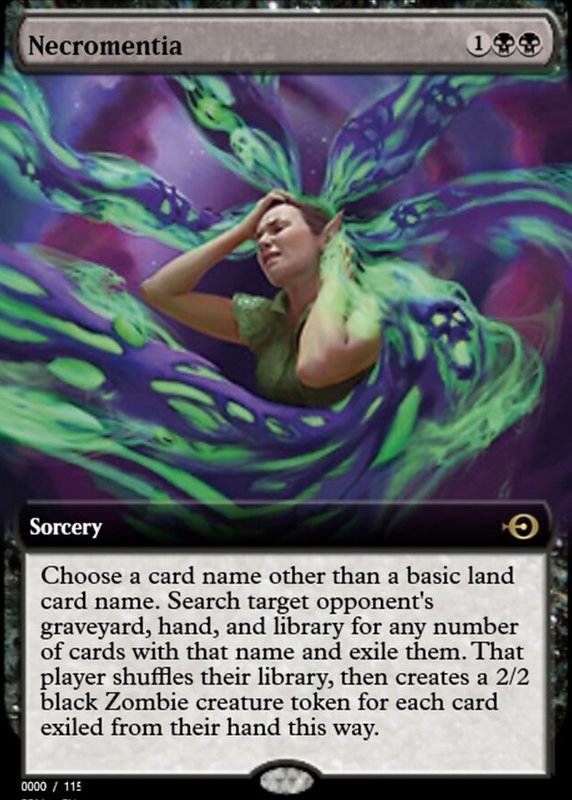 Necromentia
1
Sorcery
Choose a card name other than a basic land
card name. Search target opponent's
graveyard, hand, and library for any number
of cards with that name and exile them. That
player shuffles their library, then creates a 2/2
black Zombie creature token for each card
exiled from their hand this way.
0000 / 115